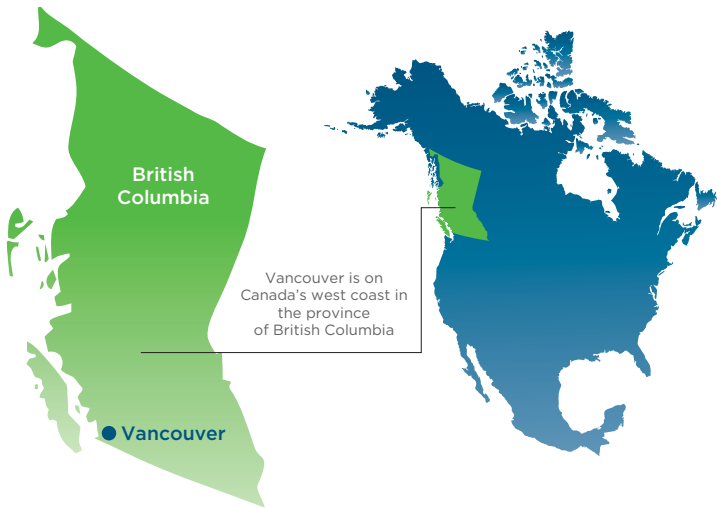 British
Columbia
Vancouver is on
Canada’s west coast in
the province
of British Columbia
Vancouver